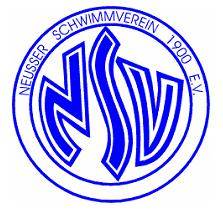 NEUSSER SCHWIMMVEREIN 1900 E.V.
NSV